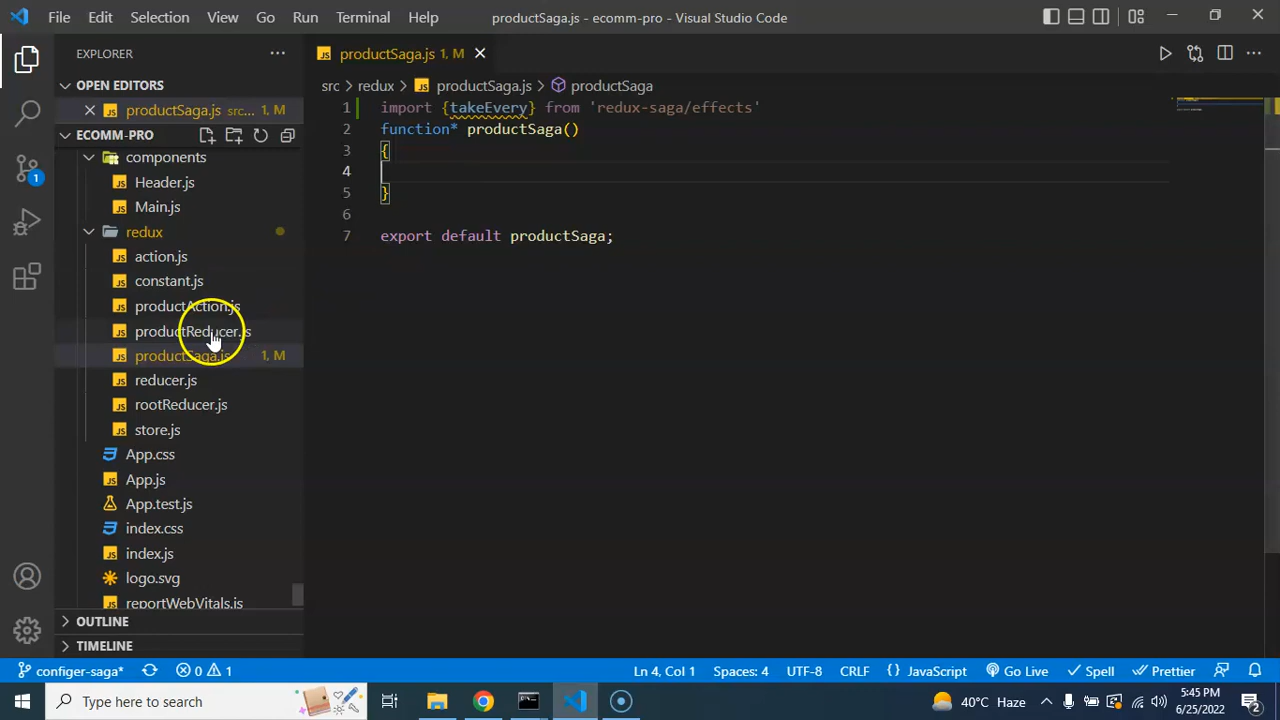 File Edit Selection View Go Run Terminal Help productSaga.js - ecomm-pro - Visual Studio Code
EXPLORER
productSaga.js 1, M
OPEN EDITORS
src > redux > productSaga.js > productSaga
productSaga.js src... 1, M
ECOMM-PRO
components
Header.js
Main.js
redux
action.js
constant.js
productAction.js
productReducer.js
productSaga.js 1, M
reducer.js
rootReducer.js
store.js
App.css
App.js
App.test.js
index.css
index.js
logo.svg
reportWebVitals.js
OUTLINE
TIMELINE
1 import {takeEvery} from 'redux-saga/effects'
2 function* productSaga()
3 {
4
5 }
6
7 export default productSaga;
configer-saga* 0 1 Ln 4, Col 1 Spaces: 4 UTF-8 CRLF {} JavaScript Go Live Spell Prettier
Type here to search
40°C Haze
5:45 PM
6/25/2022
2